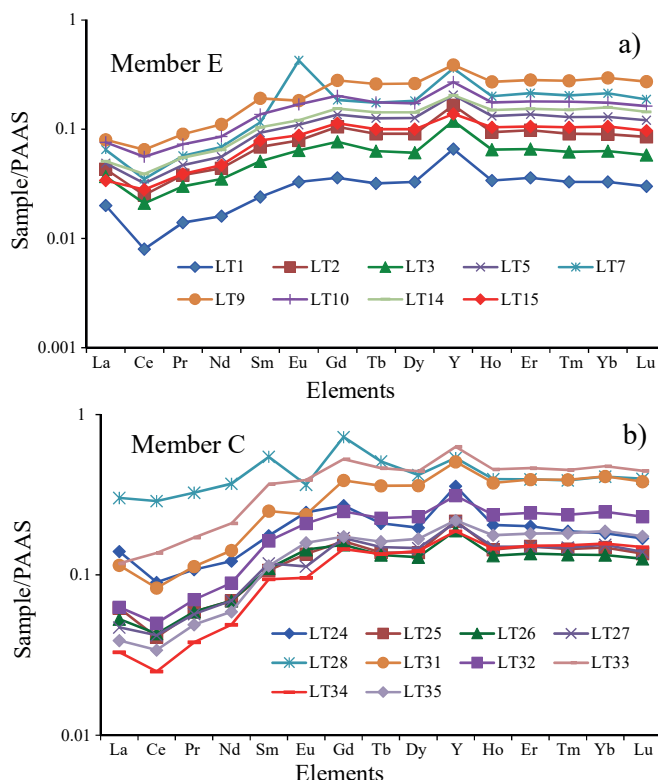 1
a)
Member E
Sample/PAAS
0.1
0.01
LT1 LT2 LT3 LT5 LT7
LT9 LT10 LT14 LT15
0.001
La Ce Pr Nd Sm Eu Gd Tb Dy Y Ho Er Tm Yb Lu
Elements
1
b)
Member C
Sample/PAAS
0.1
LT24 LT25 LT26 LT27
LT28 LT31 LT32 LT33
LT34 LT35
0.01
La Ce Pr Nd Sm Eu Gd Tb Dy Y Ho Er Tm Yb Lu
Elements